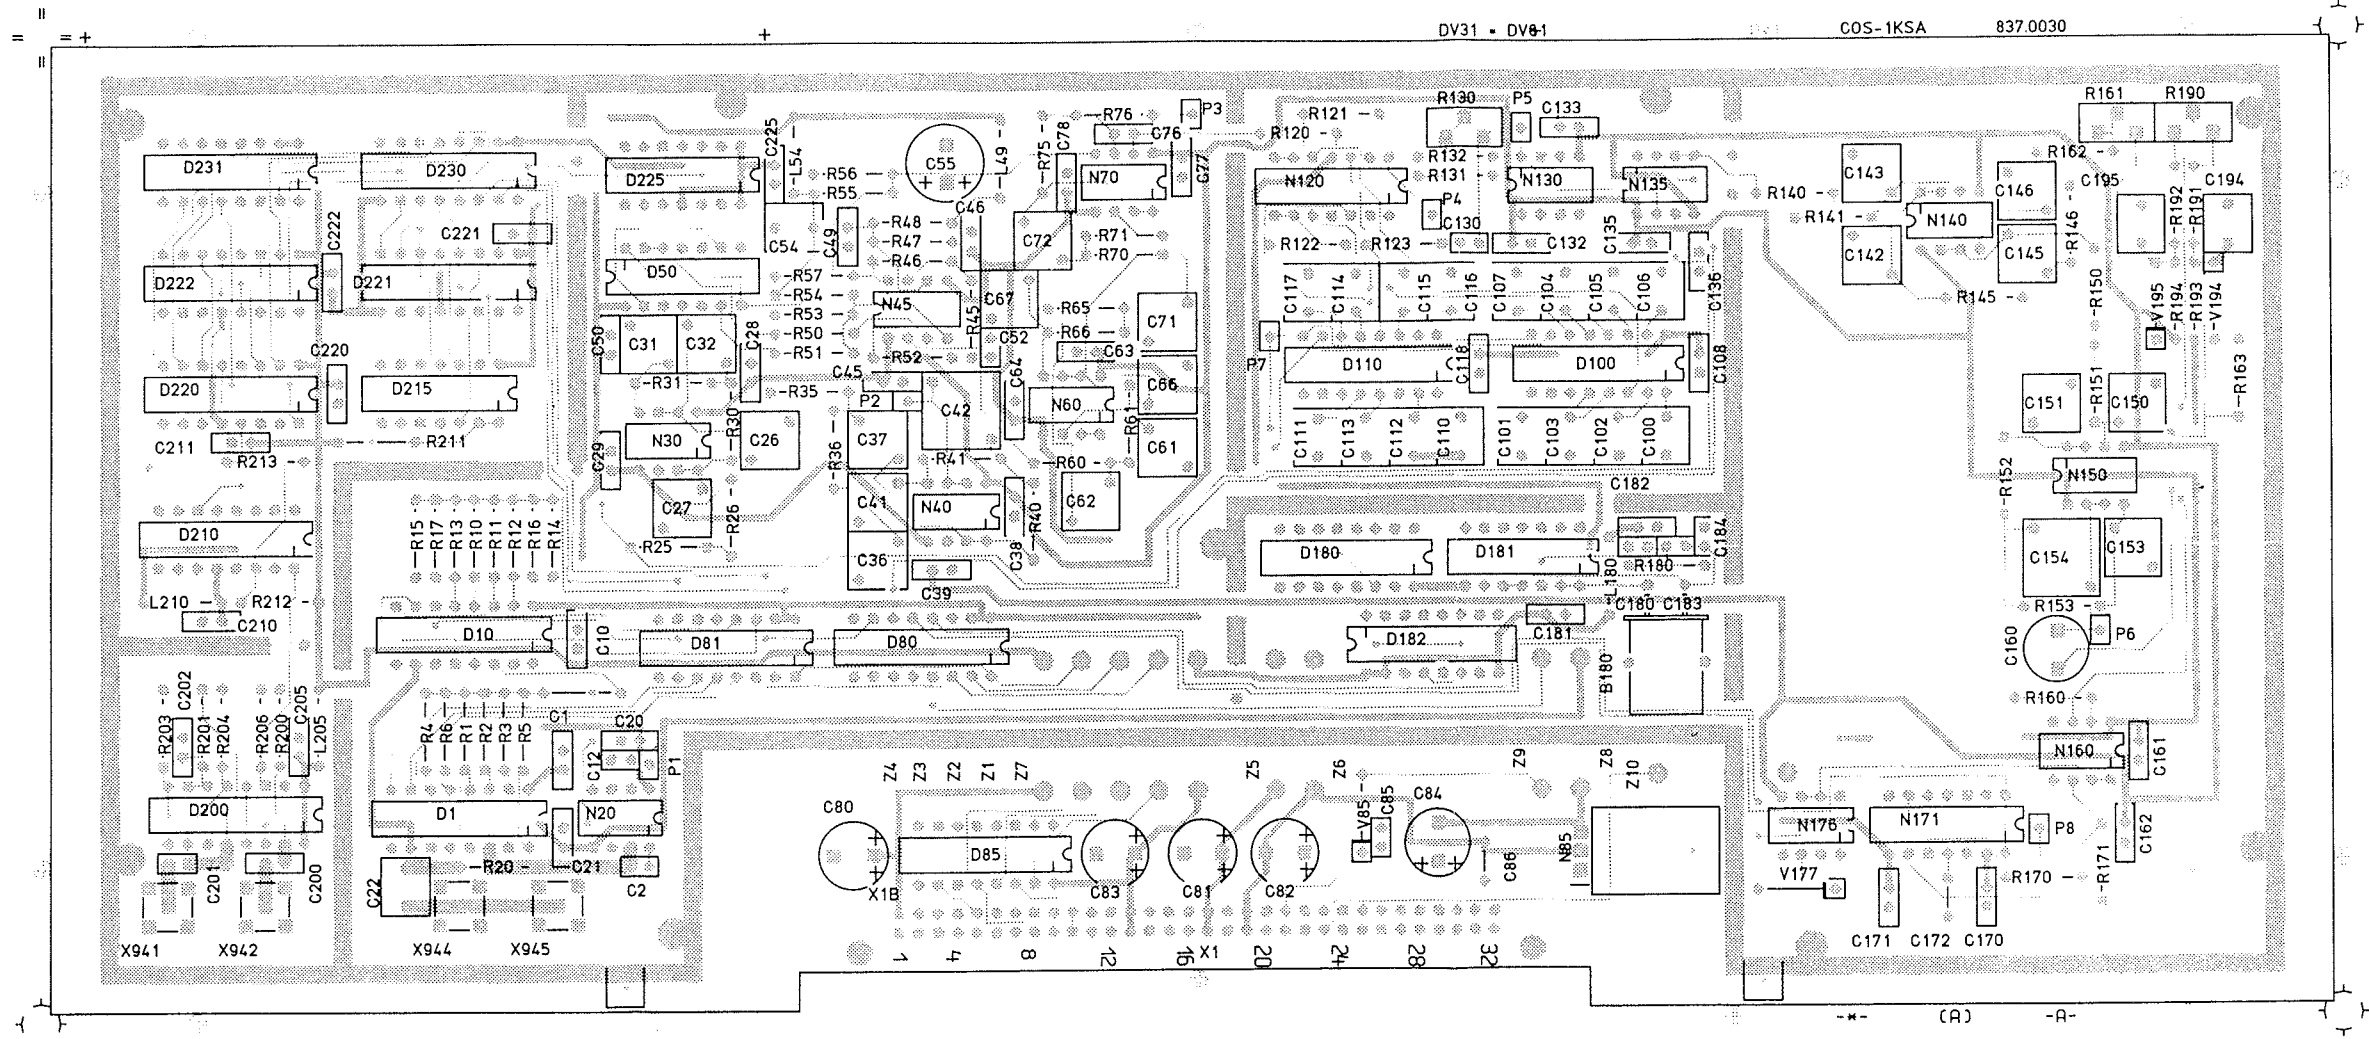 DV31 - DV81
COS-1KSA 837.0030
R161 R190
R130 P5 C133
P3
R76 C76
R121
R120
C225 L54 C55 L49 R75 C78 C77
D231 D230 D225
R56
R55
N70 N120
R132
R131
N130 N135
R162
C143 C146 C195 C194
R140
R141
N140
R146 R192 R191
P4
C130
C222 C221
C54 C49
R48
R47
R46
C46 C72
R71
R70
R122 R123 C132 C135 C136
C142 C145
D222 D221 D50
R57
R54
R53
R50
R51
N45 R45 C67
R65
R66
C71
C117 C114 C115 C116 C107 C104 C105 C106
R145 R150 V195 R194 R193 V194
C50 C31 C32 C28
R52 C52 C63
C220
C45 C64 C66
P7 D110 C118 D100 C108
R151 R163
D220 D215
R31 R35 R30
P2 C42 N60 R61
C151 C150
C211 R211
R213
C29 N30 C26
R36 C37 R41 R60 C61
C111 C113 C112 C110 C101 C103 C102 C100
R152 N150
R15 R17 R13 R10 R11 R12 R16 R14
C27 R26 C41 N40 R40 C62
C182
D210
R25 C36 C38
C39
D180 D181 C184
R180
L180
C154 C153
L210 R212
C210
C180 C183
C181
R153
P6
D10 C10 D81 D80 D182 B180
C160
C202 C205
R203 R201 R204 R206 R200 L205
R4 R6 R1 R2 R3 R5
C1 C20
C12 P1
R160
N160 C161
Z4 Z3 Z2 Z1 Z7 Z5 Z6 Z9 Z8 Z10
D200 D1 N20
C80 D85 V85 C85 C84
N85
N176 N171 P8 C162
C201 C200
C22 R20 C21 C2
X1B C83 C81 C82 C86
V177 R170 R171
X941 X942 X944 X945
1 4 8 12 16 X1 20 24 28 32
C171 C172 C170
-*- (A) -A-